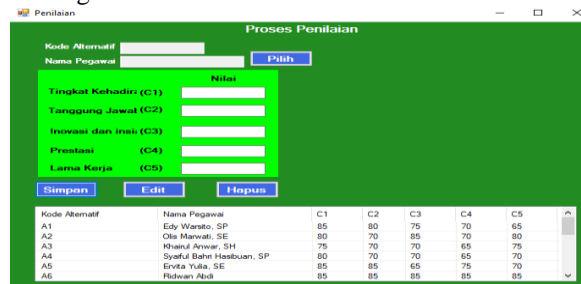 Penilaian
Proses Penilaian
Kode Alternatif
Nama Pegawai
Pilih
Nilai
Tingkat Kehadira (C1)
Tanggung Jawal (C2)
Inovasi dan insi: (C3)
Prestasi (C4)
Lama Kerja (C5)
Simpan Edit Hapus
Kode Alternatif Nama Pegawai C1 C2 C3 C4 C5
A1 Edy Warsito, SP 85 80 75 70 65
A2 Olis Marwati, SE 80 70 85 70 80
A3 Khairul Anwar, SH 75 70 70 65 75
A4 Syaiful Bahri Hasibuan, SP 80 70 70 65 70
A5 Ervita Yulia, SE 85 85 65 75 70
A6 Ridwan Abdi 85 85 85 85 85